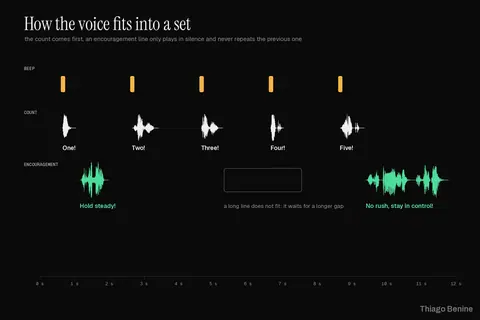 How the voice fits into a set
the count comes first, an encouragement line only plays in silence and never repeats the previous one
BEEP
COUNT
One!
Two!
Three!
Four!
Five!
ENCOURAGEMENT
Hold steady!
a long line does not fit: it waits for a longer gap
No rush, stay in control!
0 s 1 s 2 s 3 s 4 s 5 s 6 s 7 s 8 s 9 s 10 s 11 s 12 s
Thiago Benine